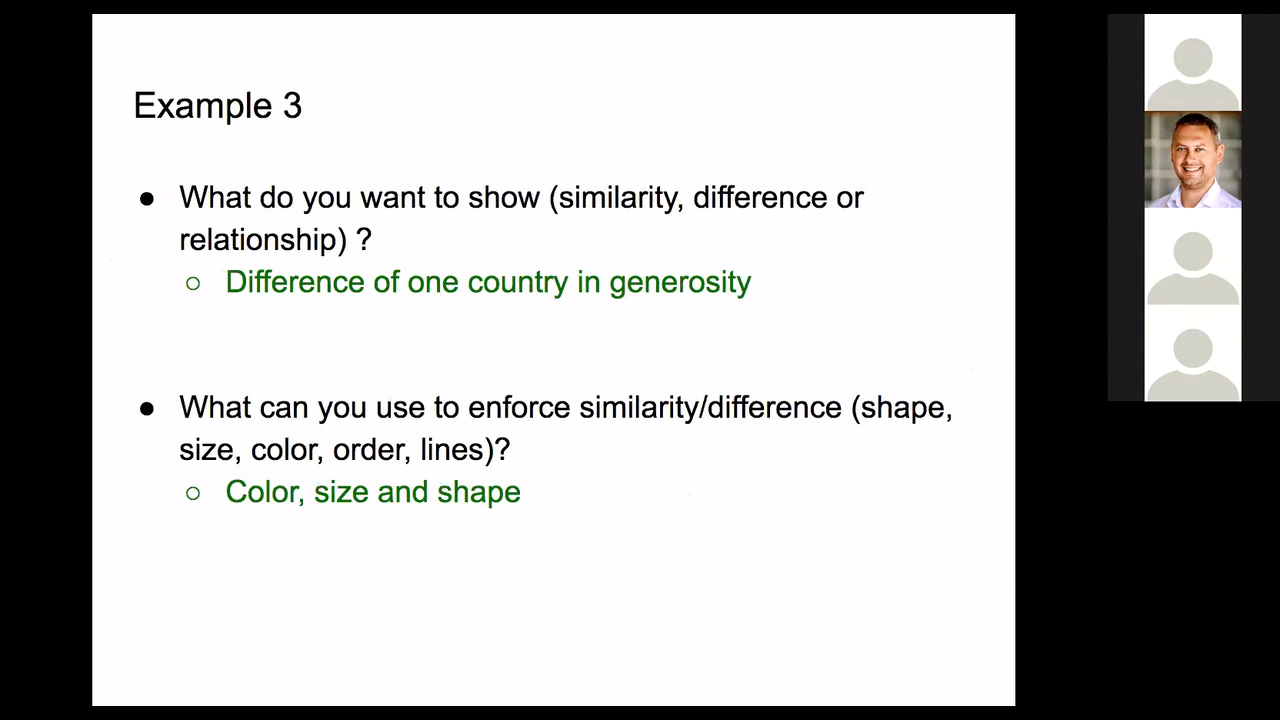 Example 3
● What do you want to show (similarity, difference or
relationship) ?
○ Difference of one country in generosity
● What can you use to enforce similarity/difference (shape,
size, color, order, lines)?
○ Color, size and shape